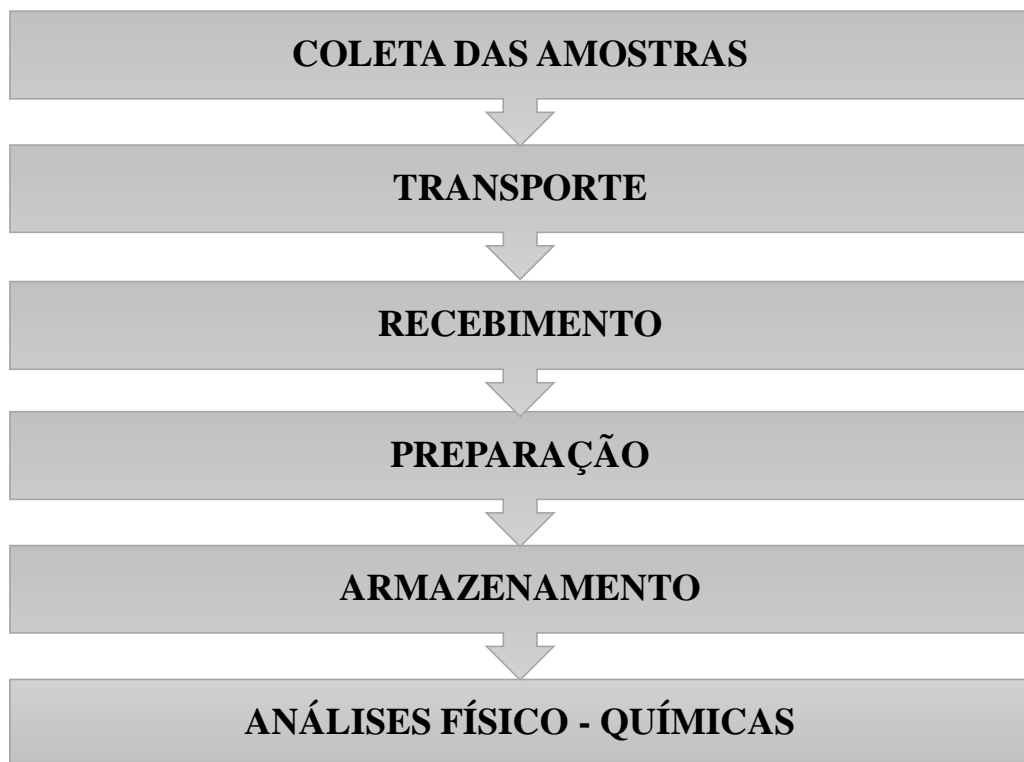 COLETA DAS AMOSTRAS
TRANSPORTE
RECEBIMENTO
PREPARAÇÃO
ARMAZENAMENTO
ANÁLISES FÍSICO - QUÍMICAS